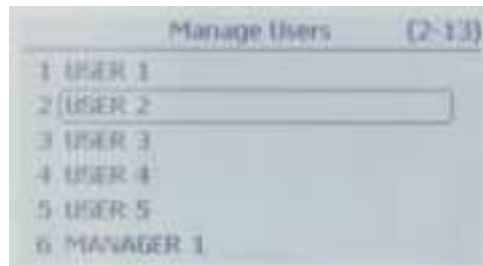 Manage Users (2-13)
1 USER 1
2 USER 2
3 USER 3
4 USER 4
5 USER 5
6 MANAGER 1